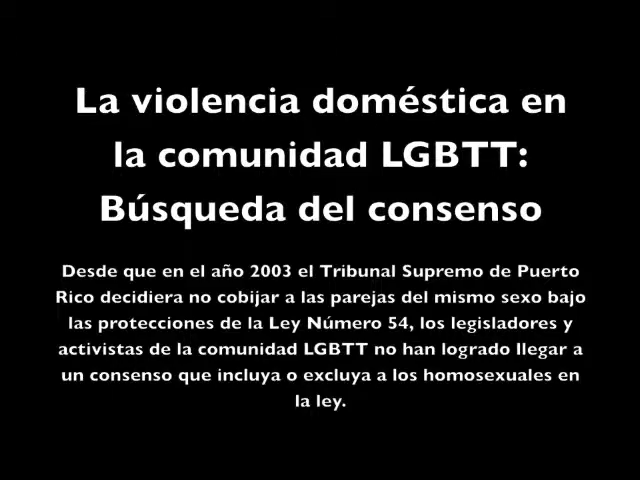 La violencia doméstica en
la comunidad LGBTT:
Búsqueda del consenso
Desde que en el año 2003 el Tribunal Supremo de Puerto
Rico decidiera no cobijar a las parejas del mismo sexo bajo
las protecciones de la Ley Número 54, los legisladores y
activistas de la comunidad LGBTT no han logrado llegar a
un consenso que incluya o excluya a los homosexuales en
la ley.